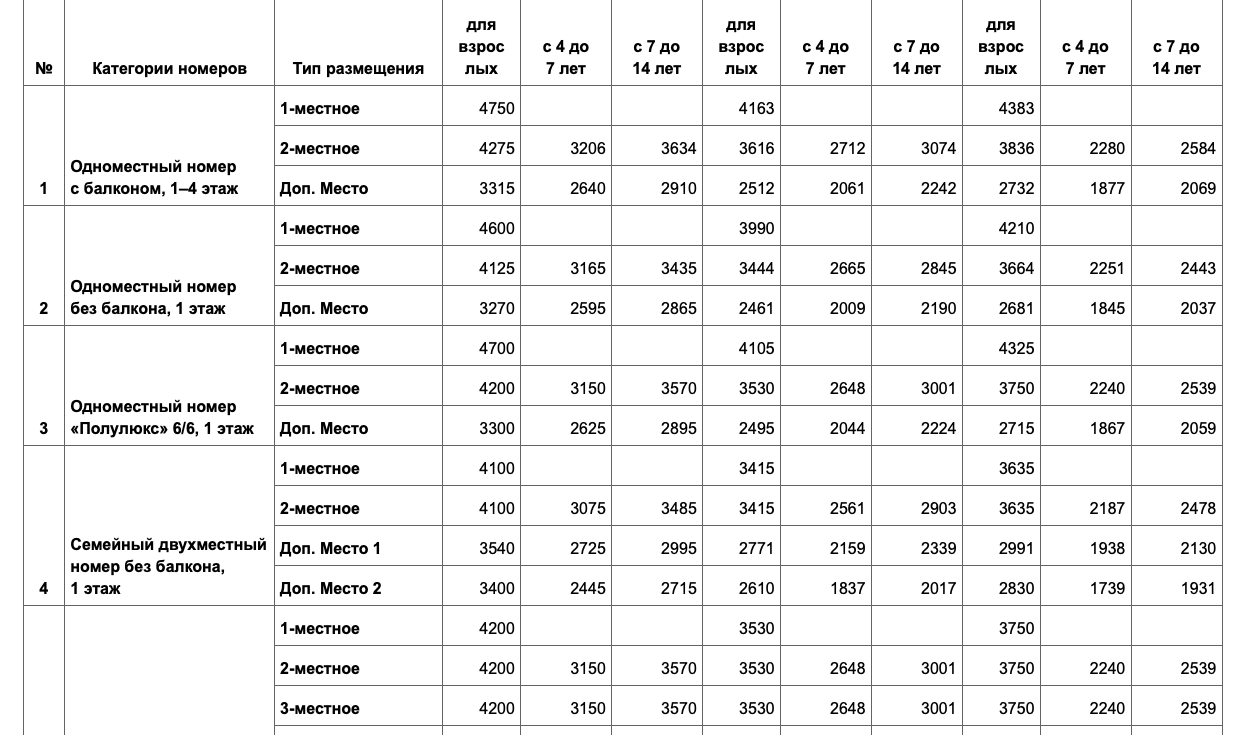 № Категории номеров Тип размещения для взрос лых с 4 до 7 лет с 7 до 14 лет для взрос лых с 4 до 7 лет с 7 до 14 лет для взрос лых с 4 до 7 лет с 7 до 14 лет
1 Одноместный номер с балконом, 1–4 этаж
1-местное 4750 4163 4383
2-местное 4275 3206 3634 3616 2712 3074 3836 2280 2584
Доп. Место 3315 2640 2910 2512 2061 2242 2732 1877 2069
2 Одноместный номер без балкона, 1 этаж
1-местное 4600 3990 4210
2-местное 4125 3165 3435 3444 2665 2845 3664 2251 2443
Доп. Место 3270 2595 2865 2461 2009 2190 2681 1845 2037
3 Одноместный номер «Полулюкс» 6/6, 1 этаж
1-местное 4700 4105 4325
2-местное 4200 3150 3570 3530 2648 3001 3750 2240 2539
Доп. Место 3300 2625 2895 2495 2044 2224 2715 1867 2059
4 Семейный двухместный номер без балкона, 1 этаж
1-местное 4100 3415 3635
2-местное 4100 3075 3485 3415 2561 2903 3635 2187 2478
Доп. Место 1 3540 2725 2995 2771 2159 2339 2991 1938 2130
Доп. Место 2 3400 2445 2715 2610 1837 2017 2830 1739 1931
1-местное 4200 3530 3750
2-местное 4200 3150 3570 3530 2648 3001 3750 2240 2539
3-местное 4200 3150 3570 3530 2648 3001 3750 2240 2539